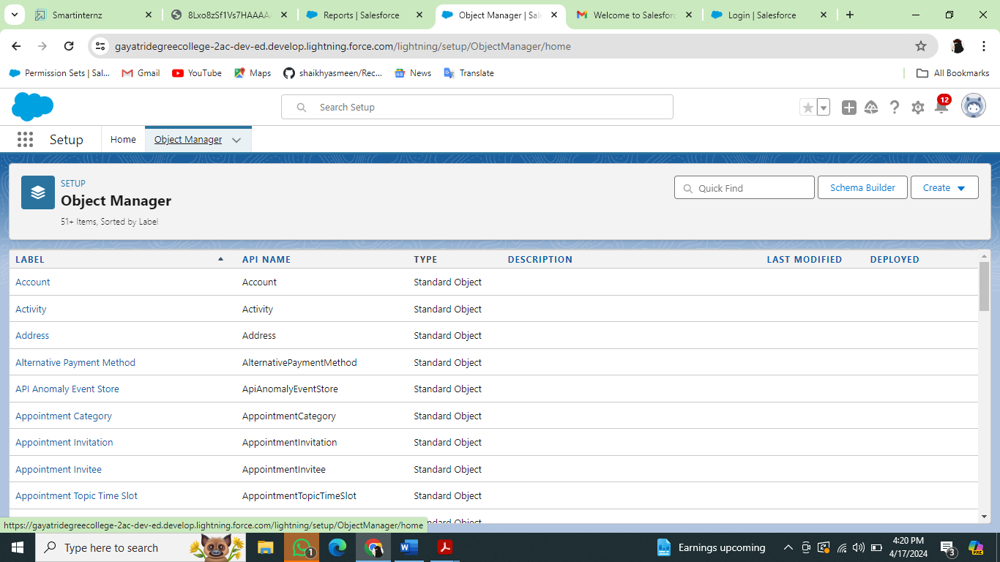 Smartinternz
8Lxo8zSf1Vs7HAAAA
Reports | Salesforce
Object Manager | Sal
Welcome to Salesforc
Login | Salesforce
gayatridegreecollege-2ac-dev-ed.develop.lightning.force.com/lightning/setup/ObjectManager/home
Permission Sets | Sal...
Gmail
YouTube
Maps
shaikhyasmeen/Rec...
News
Translate
All Bookmarks
Search Setup
12
Setup
Home
Object Manager
SETUP
Object Manager
51+ Items, Sorted by Label
Quick Find
Schema Builder
Create
LABEL API NAME TYPE DESCRIPTION LAST MODIFIED DEPLOYED
Account Account Standard Object
Activity Activity Standard Object
Address Address Standard Object
Alternative Payment Method AlternativePaymentMethod Standard Object
API Anomaly Event Store ApiAnomalyEventStore Standard Object
Appointment Category AppointmentCategory Standard Object
Appointment Invitation AppointmentInvitation Standard Object
Appointment Invitee AppointmentInvitee Standard Object
Appointment Topic Time Slot AppointmentTopicTimeSlot Standard Object
https://gayatridegreecollege-2ac-dev-ed.develop.lightning.force.com/lightning/setup/ObjectManager/home
Type here to search
1
Earnings upcoming
4:20 PM
4/17/2024
3
PRE